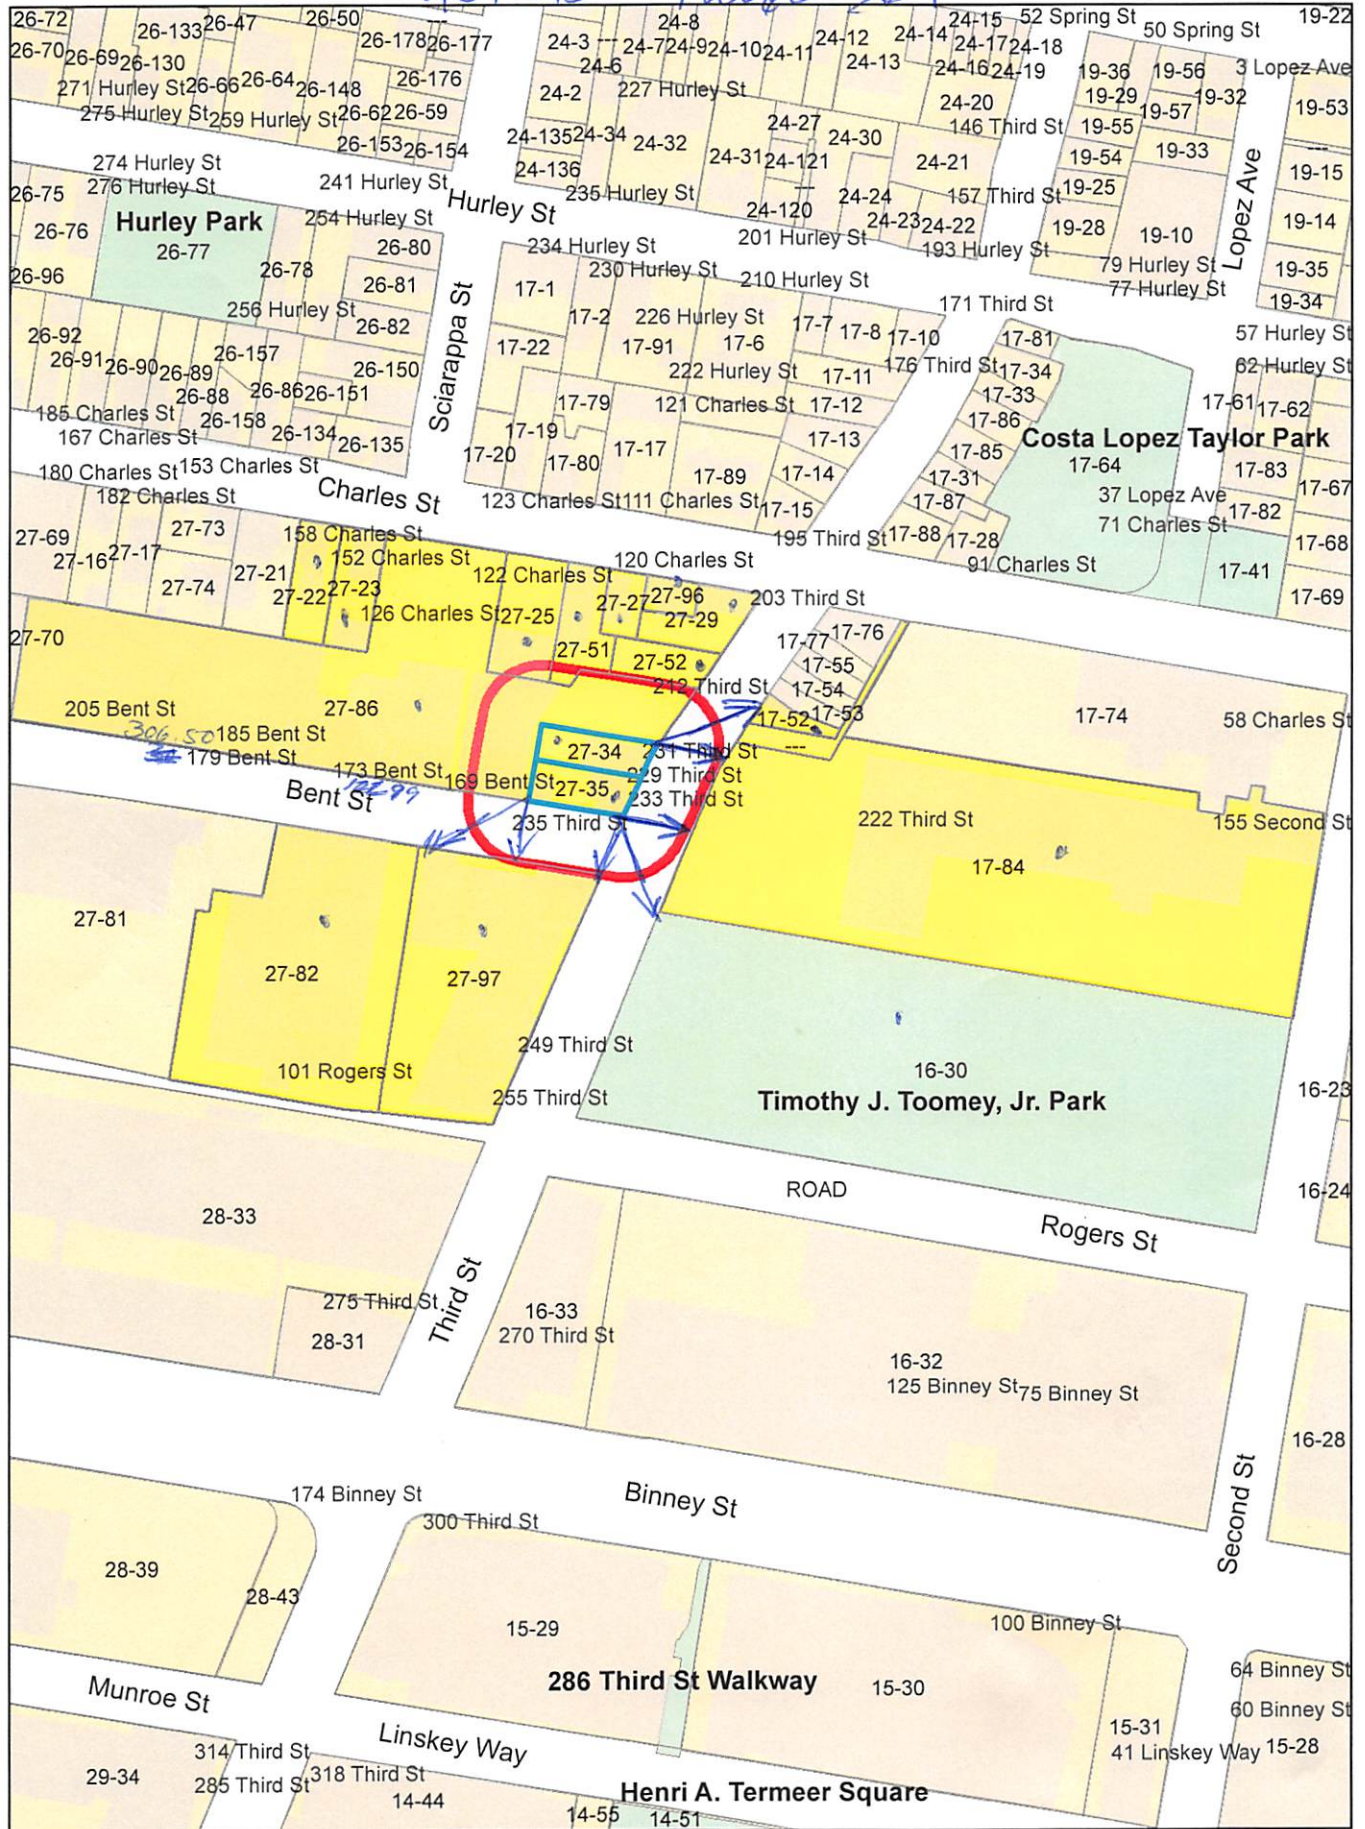 26-72
26-133
26-47
26-50
---
24-8
24-15
52 Spring St
50 Spring St
19-22
26-70
26-69
26-130
26-178
26-177
24-3
---
24-7
24-9
24-10
24-11
24-12
24-14
24-17
24-18
19-36
19-56
3 Lopez Ave
24-6
24-13
24-16
24-19
271 Hurley St
26-66
26-64
26-148
26-176
24-2
227 Hurley St
24-20
19-29
19-57
19-32
19-53
275 Hurley St
259 Hurley St
26-62
26-59
24-135
24-34
24-32
24-27
24-30
146 Third St
19-55
---
26-153
26-154
24-31
24-121
24-21
19-54
19-33
19-15
274 Hurley St
276 Hurley St
241 Hurley St
24-136
235 Hurley St
---
24-24
157 Third St
19-25
Lopez Ave
26-75
Hurley Park
254 Hurley St
Hurley St
24-120
24-23
24-22
19-28
19-10
19-14
26-76
26-77
26-80
234 Hurley St
201 Hurley St
193 Hurley St
79 Hurley St
19-35
26-96
26-78
26-81
17-1
230 Hurley St
210 Hurley St
77 Hurley St
19-34
256 Hurley St
26-82
17-2
226 Hurley St
17-7
17-8
17-10
171 Third St
57 Hurley St
26-92
26-91
26-90
26-89
26-157
26-150
Sciarappa St
17-22
17-91
17-6
17-81
176 Third St
17-34
62 Hurley St
26-88
26-86
26-151
222 Hurley St
17-11
17-33
185 Charles St
26-158
26-134
26-135
17-79
121 Charles St
17-12
17-86
17-61
17-62
167 Charles St
17-20
17-19
17-80
17-17
17-89
17-13
17-85
Costa Lopez Taylor Park
17-64
180 Charles St
153 Charles St
17-14
17-31
17-83
17-67
182 Charles St
Charles St
123 Charles St
111 Charles St
17-15
17-87
37 Lopez Ave
17-82
27-69
27-16
27-17
27-73
158 Charles St
195 Third St
17-88
17-28
71 Charles St
17-68
27-74
27-21
152 Charles St
120 Charles St
91 Charles St
17-41
27-22
27-23
122 Charles St
27-27
27-96
203 Third St
17-69
27-70
126 Charles St
27-25
27-29
17-77
17-76
27-51
27-52
17-55
212 Third St
17-54
205 Bent St
27-86
17-52
17-53
17-74
58 Charles St
306.50
185 Bent St
27-34
231 Third St
---
179 Bent St
173 Bent St
169 Bent St
27-35
229 Third St
233 Third St
Bent St
235 Third St
222 Third St
155 Second St
17-84
27-81
27-82
27-97
249 Third St
16-30
101 Rogers St
255 Third St
Timothy J. Toomey, Jr. Park
16-23
ROAD
16-24
28-33
Rogers St
275 Third St
Third St
16-33
28-31
270 Third St
16-32
125 Binney St
75 Binney St
16-28
174 Binney St
Binney St
Second St
300 Third St
28-39
28-43
15-29
100 Binney St
64 Binney St
286 Third St Walkway
15-30
60 Binney St
Munroe St
Linskey Way
15-31
41 Linskey Way
15-28
314 Third St
29-34
285 Third St
318 Third St
14-44
Henri A. Termeer Square
14-55
14-51